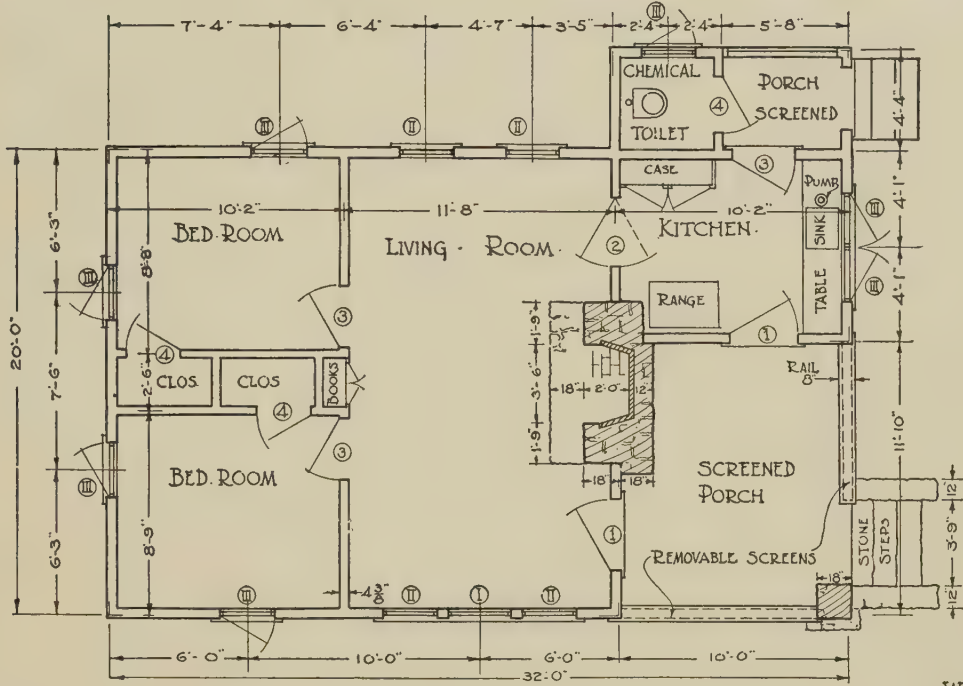 7'-4"
6'-4"
4'-7"
3'-5"
2'-4"
2'-4"
5'-8"
III
CHEMICAL
TOILET
4
PORCH
SCREENED
4'-4"
III
II
II
3
CASE
PUMP
10'-2"
BED-ROOM
11'-8"
LIVING-ROOM
2
10'-2"
KITCHEN
SINK
TABLE
III
III
4'-1"
4'-1"
20'-0"
6'-3"
7'-6"
6'-3"
III
8'-8"
3
RANGE
1
1'-9"
3'-6"
1'-9"
18"
2'-0"
12"
18"
18"
4
CLOS.
2'-6"
CLOS
4
BOOKS
RAIL
8"
11'-10"
3
BED-ROOM
III
8'-9"
SCREENED
PORCH
1
REMOVABLE SCREENS
18"
STONE
STEPS
12"
3'-9"
12"
III
II
I
II
6'-0"
10'-0"
6'-0"
10'-0"
32'-0"